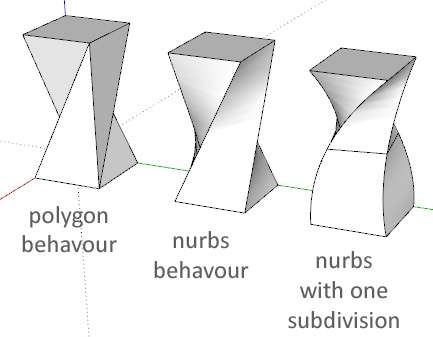 polygon
behavour
nurbs
behavour
nurbs
with one
subdivision